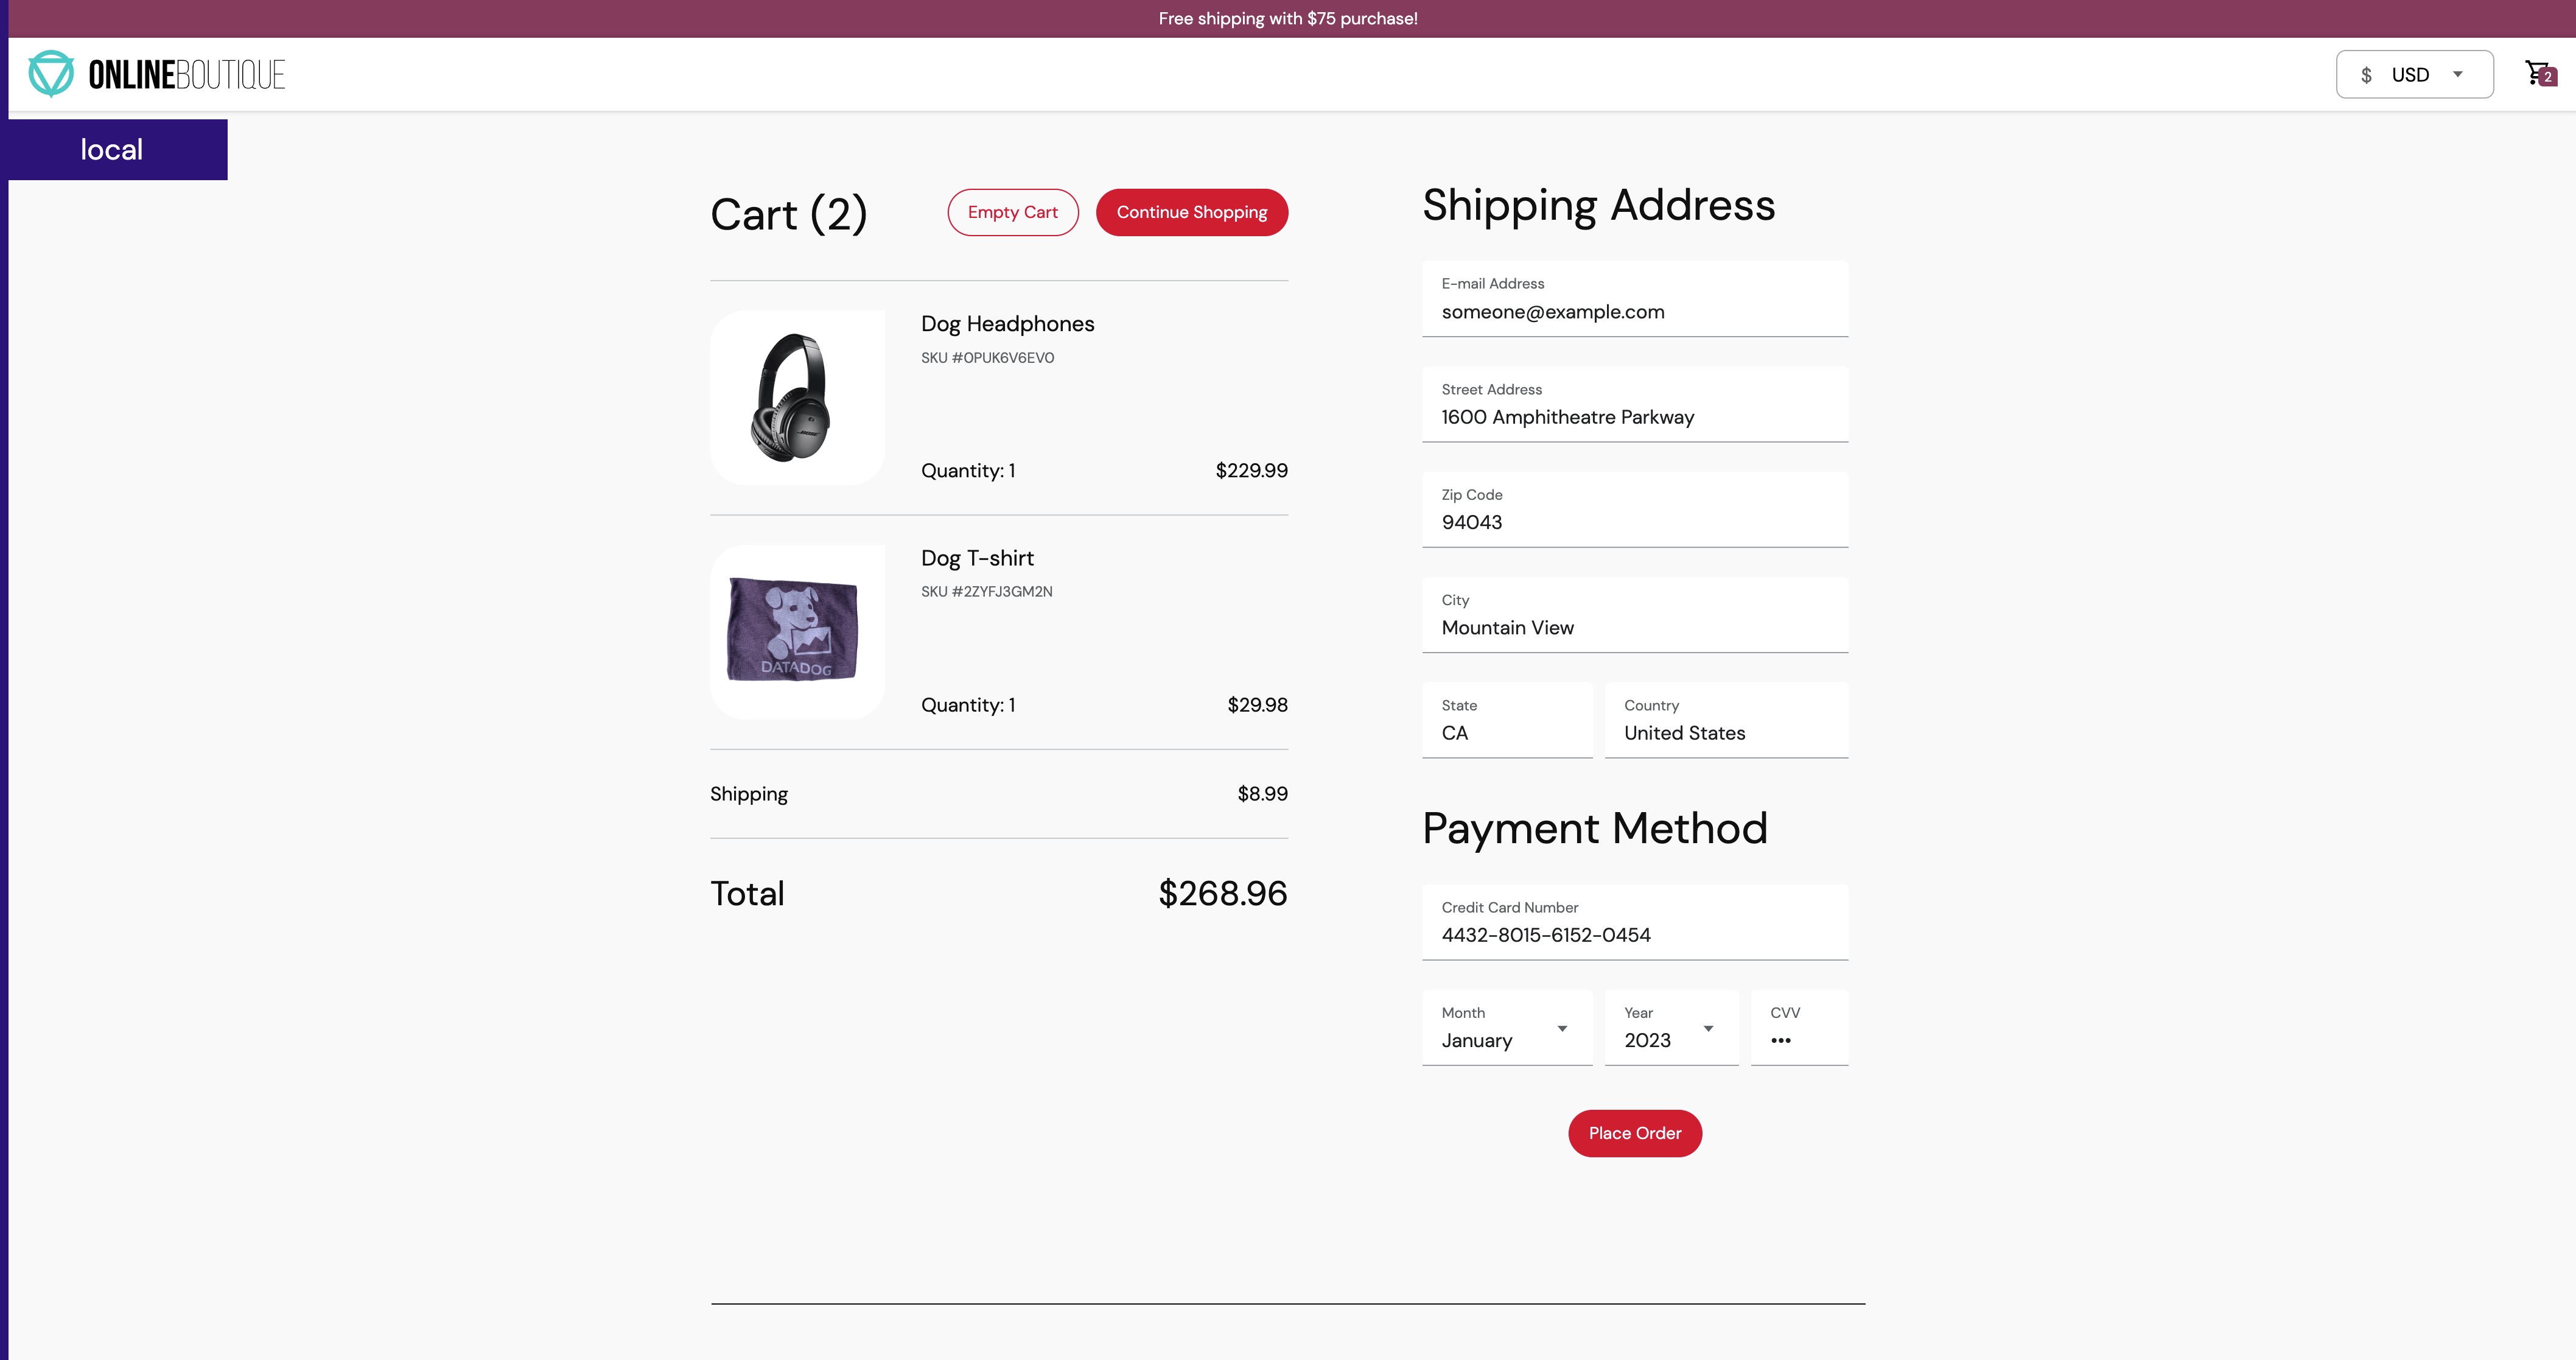 Free shipping with $75 purchase!
ONLINEBOUTIQUE
$ USD
2
local
Cart (2)
Empty Cart
Continue Shopping
Dog Headphones
SKU #0PUK6V6EV0
Quantity: 1
$229.99
Dog T-shirt
SKU #2ZYFJ3GM2N
DATADOG
Quantity: 1
$29.98
Shipping
$8.99
Total
$268.96
Shipping Address
E-mail Address
someone@example.com
Street Address
1600 Amphitheatre Parkway
Zip Code
94043
City
Mountain View
State
CA
Country
United States
Payment Method
Credit Card Number
4432-8015-6152-0454
Month
January
Year
2023
CVV
•••
Place Order